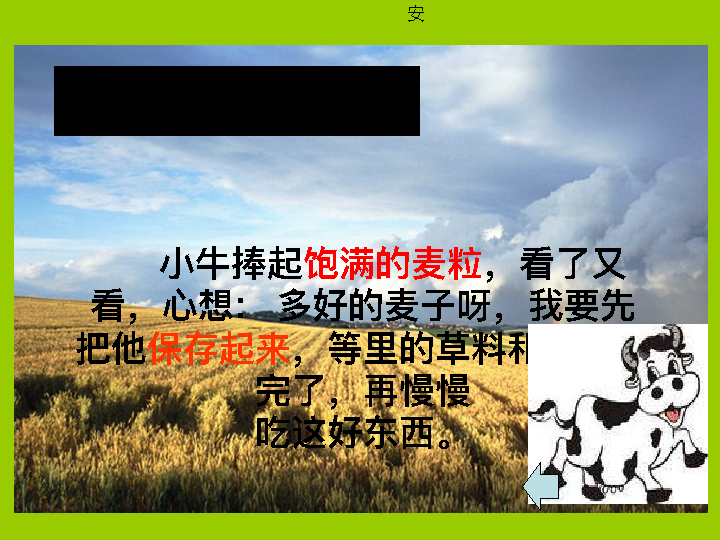 安
小牛捧起饱满的麦粒，看了又
看，心想： 多好的麦子呀，我要先
把他保存起来，等里的草料和
完了，再慢慢
吃这好东西。